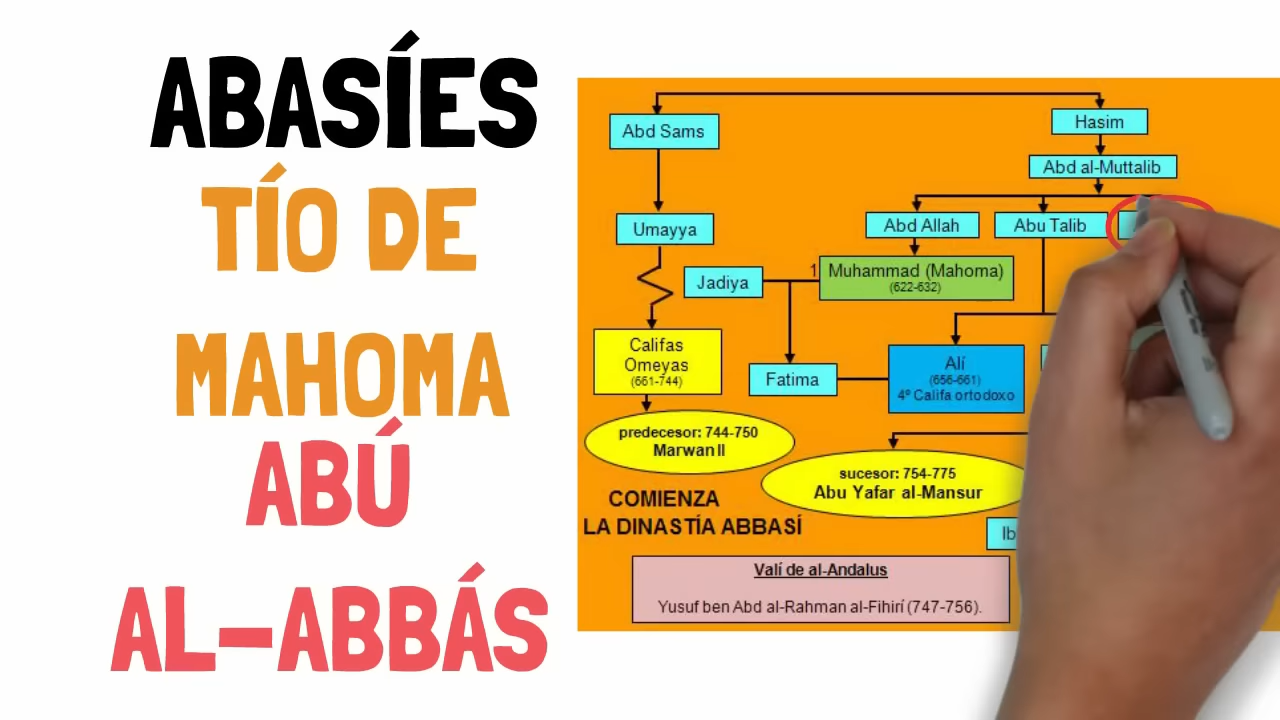 ABASÍES
TÍO DE
MAHOMA
ABÚ
AL-ABBÁS
Abd Sams
Hasim
Abd al-Muttalib
Umayya
Abd Allah
Abu Talib
Jadiya
1
Muhammad (Mahoma)
(622-632)
Califas
Omeyas
(661-744)
Fatima
Alí
(656-661)
4º Califa ortodoxo
predecesor: 744-750
Marwan II
sucesor: 754-775
Abu Yafar al-Mansur
COMIENZA
LA DINASTÍA ABBASÍ
Valí de al-Andalus
Yusuf ben Abd al-Rahman al-Fihirí (747-756).